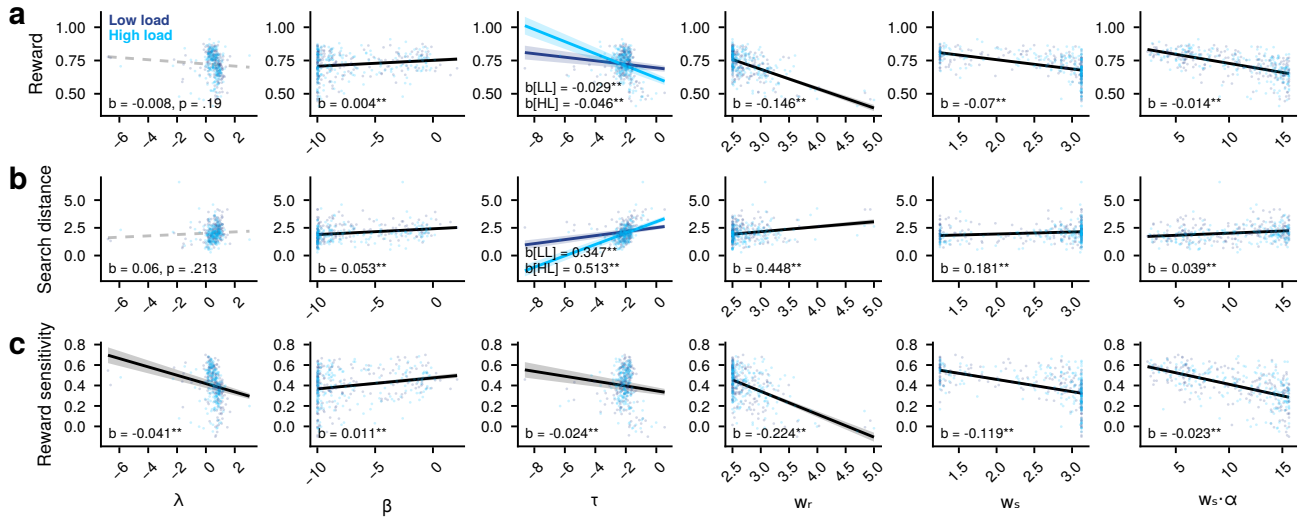 a
Reward
Low load
High load
1.00
0.75
0.50
b = -0.008, p = .19
−6 −4 −2 0 2
1.00
0.75
0.50
b = 0.004**
−10 −5 0
1.00
0.75
0.50
b[LL] = -0.029**
b[HL] = -0.046**
−8 −6 −4 −2 0
1.00
0.75
0.50
b = -0.146**
2.5 3.0 3.5 4.0 4.5 5.0
1.00
0.75
0.50
b = -0.07**
1.5 2.0 2.5 3.0
1.00
0.75
0.50
b = -0.014**
5 10 15
b
Search distance
5.0
2.5
0.0
b = 0.06, p = .213
−6 −4 −2 0 2
5.0
2.5
0.0
b = 0.053**
−10 −5 0
5.0
2.5
0.0
b[LL] = 0.347**
b[HL] = 0.513**
−8 −6 −4 −2 0
5.0
2.5
0.0
b = 0.448**
2.5 3.0 3.5 4.0 4.5 5.0
5.0
2.5
0.0
b = 0.181**
1.5 2.0 2.5 3.0
5.0
2.5
0.0
b = 0.039**
5 10 15
c
Reward sensitivity
0.8
0.6
0.4
0.2
0.0
b = -0.041**
−6 −4 −2 0 2
λ
0.8
0.6
0.4
0.2
0.0
b = 0.011**
−10 −5 0
β
0.8
0.6
0.4
0.2
0.0
b = -0.024**
−8 −6 −4 −2 0
τ
0.8
0.6
0.4
0.2
0.0
b = -0.224**
2.5 3.0 3.5 4.0 4.5 5.0
wᵣ
0.8
0.6
0.4
0.2
0.0
b = -0.119**
1.5 2.0 2.5 3.0
wₛ
0.8
0.6
0.4
0.2
0.0
b = -0.023**
5 10 15
wₛ·α